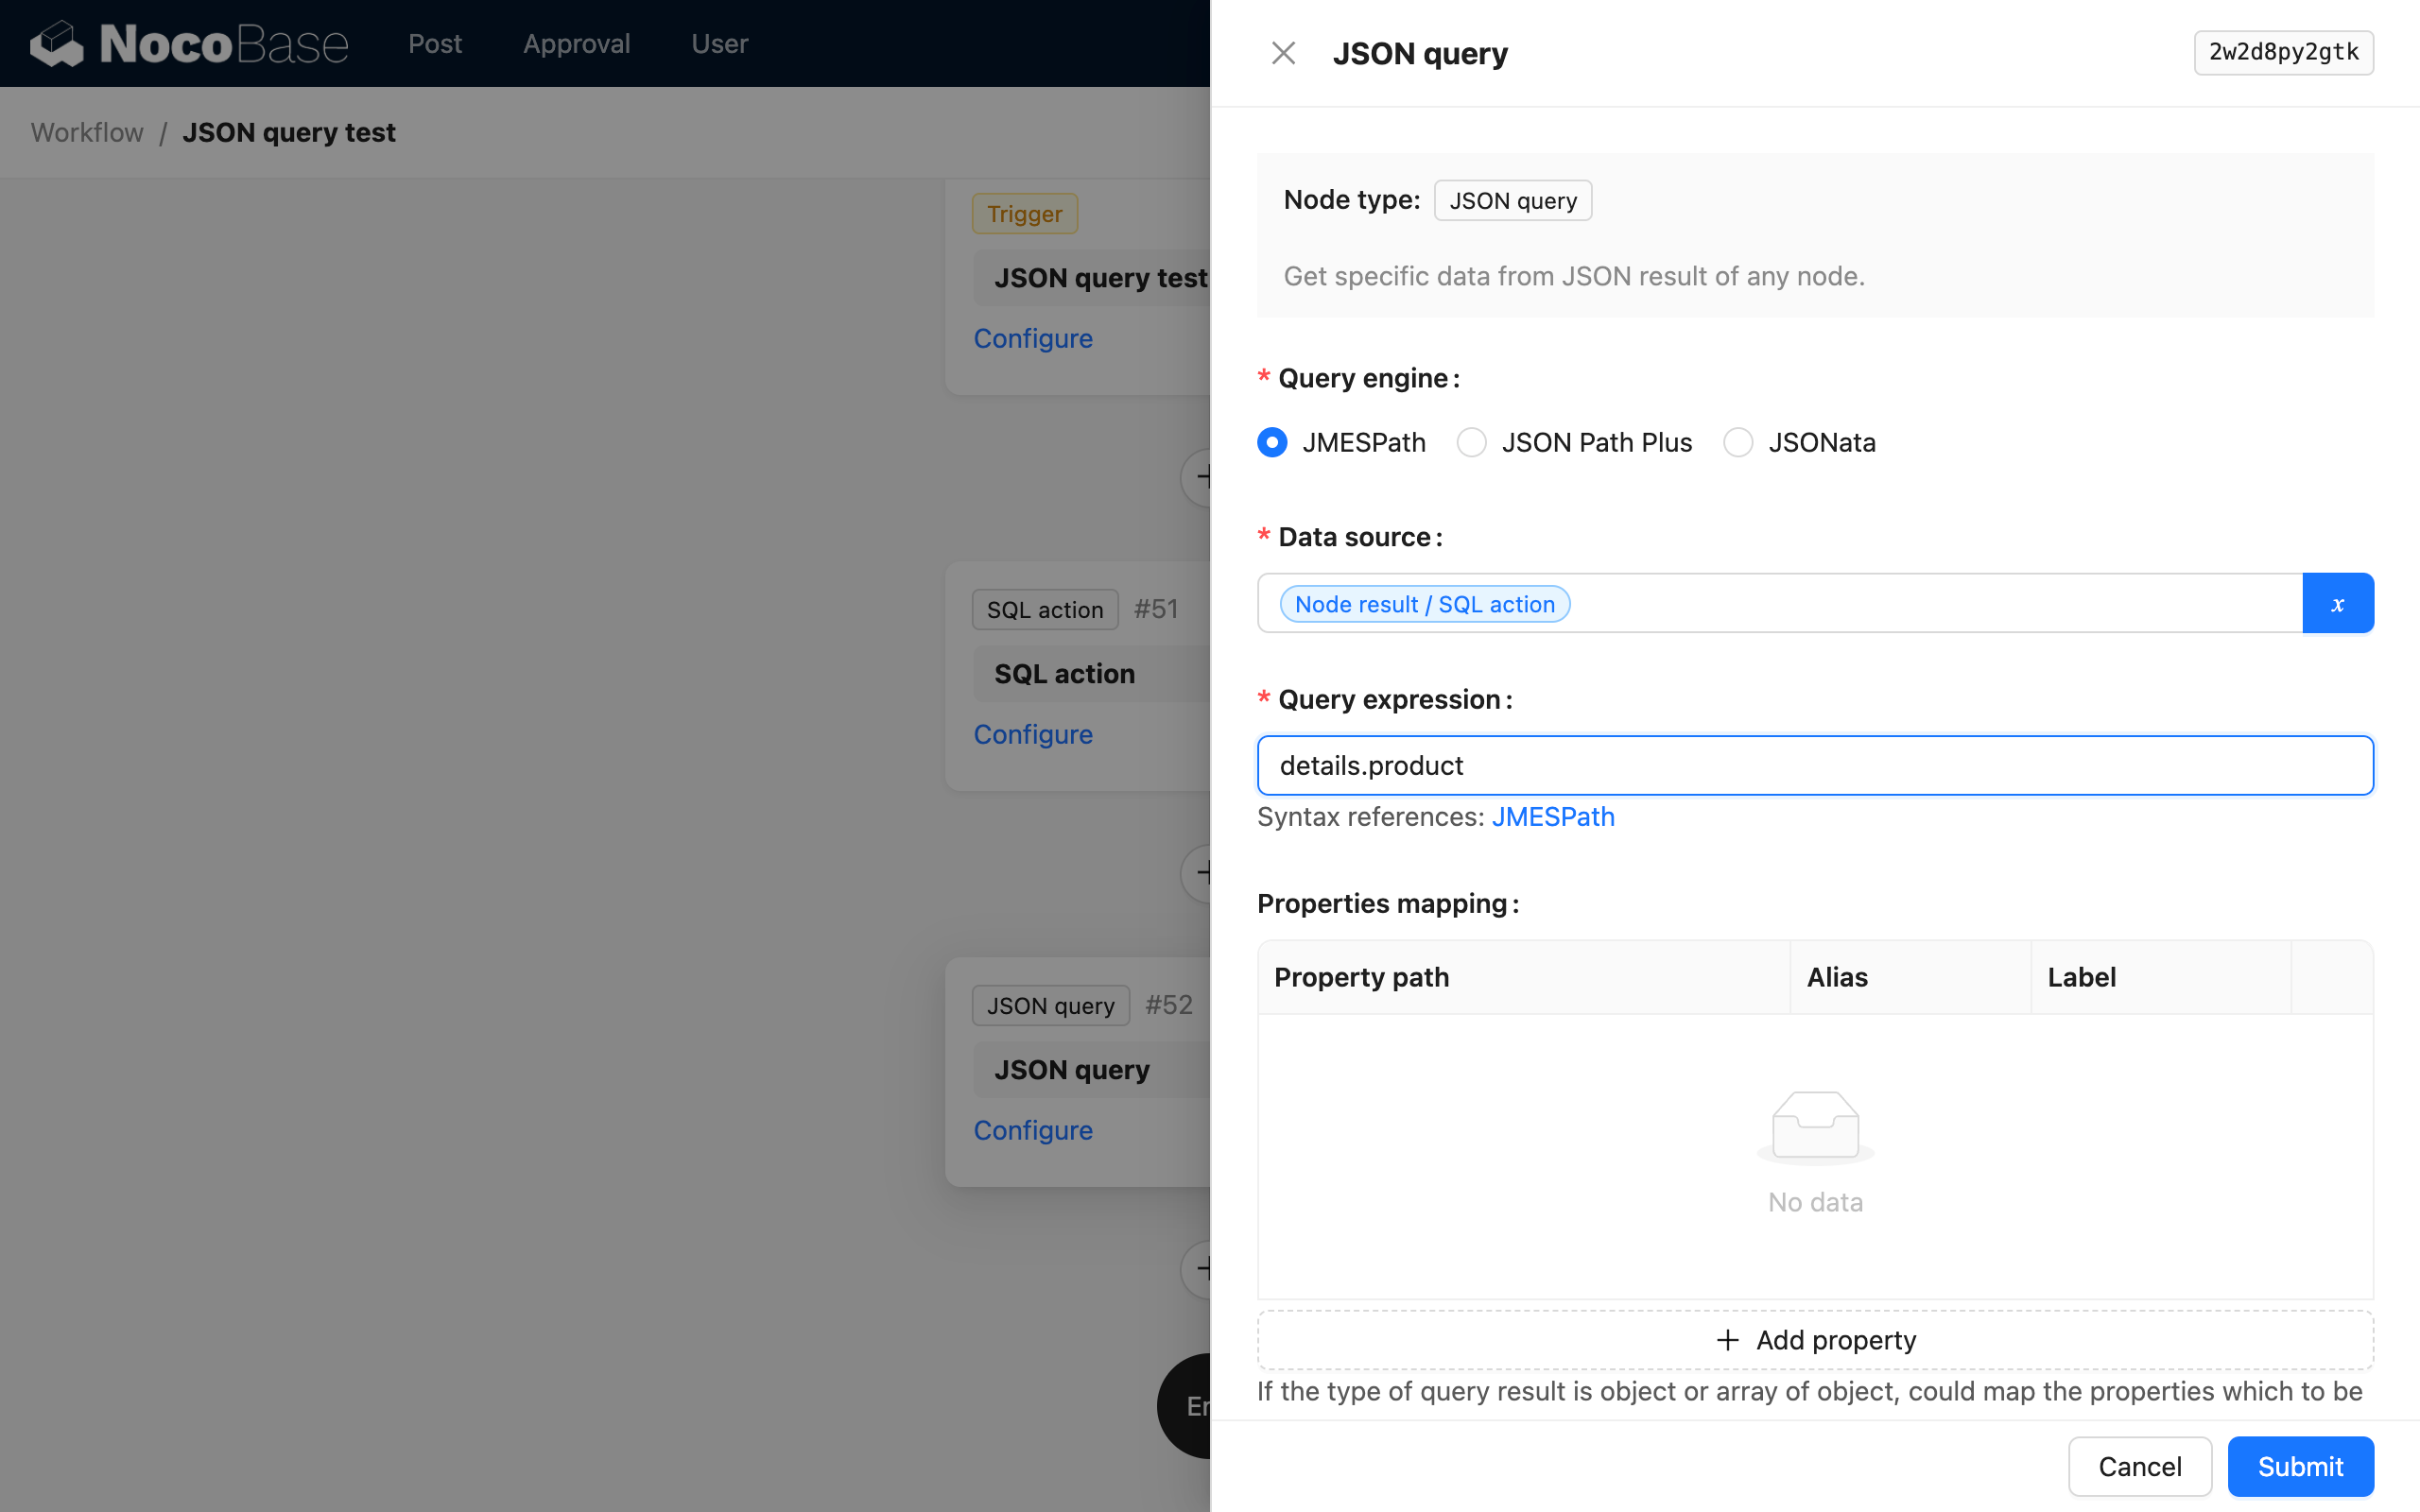 NocoBase Post Approval User
Workflow / JSON query test
Trigger
JSON query test
Configure
SQL action #51
SQL action
Configure
JSON query #52
JSON query
Configure
JSON query
2w2d8py2gtk
Node type: JSON query
Get specific data from JSON result of any node.
* Query engine:
JMESPath JSON Path Plus JSONata
* Data source:
Node result / SQL action x
* Query expression:
details.product
Syntax references: JMESPath
Properties mapping:
Property path Alias Label
No data
+ Add property
If the type of query result is object or array of object, could map the properties which to be
Cancel Submit